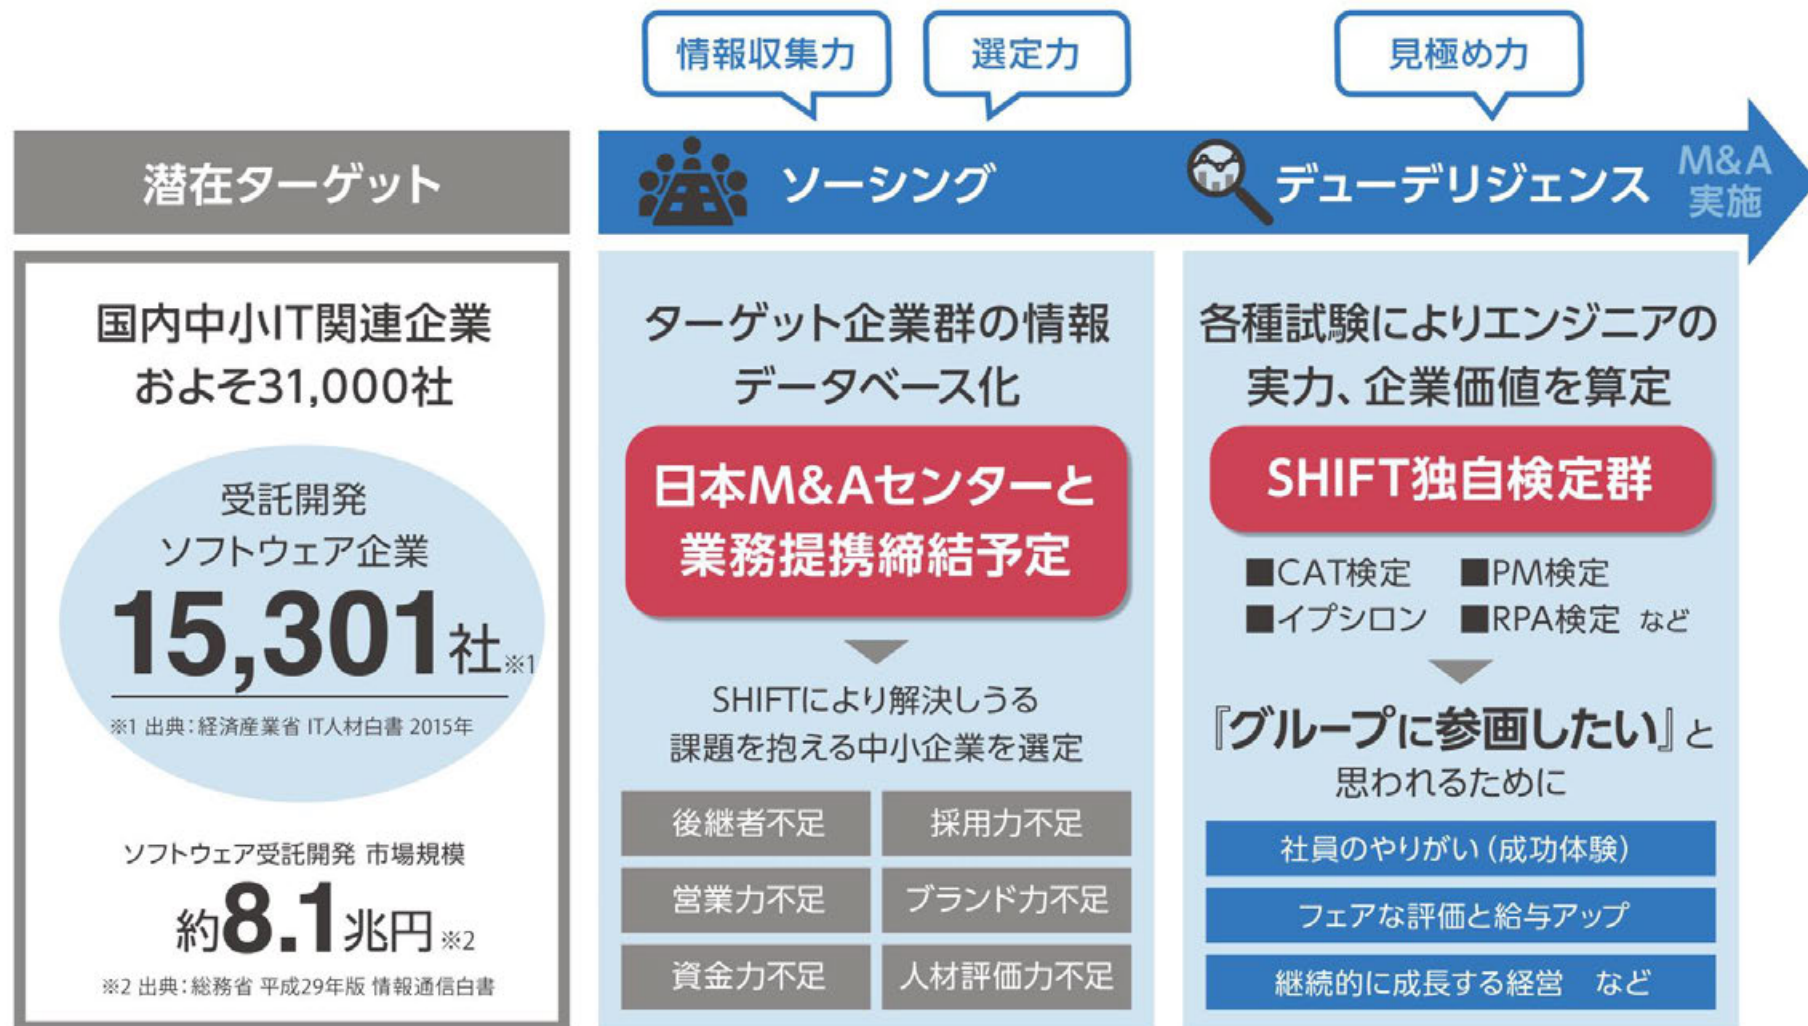 情報収集力
選定力
見極め力
潜在ターゲット
ソーシング
デューデリジェンス
M&A
実施
国内中小IT関連企業
およそ31,000社
受託開発
ソフトウェア企業
15,301社※1
※1 出典：経済産業省 IT人材白書 2015年
ソフトウェア受託開発 市場規模
約8.1兆円※2
※2 出典：総務省 平成29年版 情報通信白書
ターゲット企業群の情報
データベース化
日本M&Aセンターと
業務提携締結予定
SHIFTにより解決しうる
課題を抱える中小企業を選定
後継者不足
採用力不足
営業力不足
ブランド力不足
資金力不足
人材評価力不足
各種試験によりエンジニアの
実力、企業価値を算定
SHIFT独自検定群
■CAT検定 ■PM検定
■イプシロン ■RPA検定 など
『グループに参画したい』と
思われるために
社員のやりがい（成功体験）
フェアな評価と給与アップ
継続的に成長する経営　など